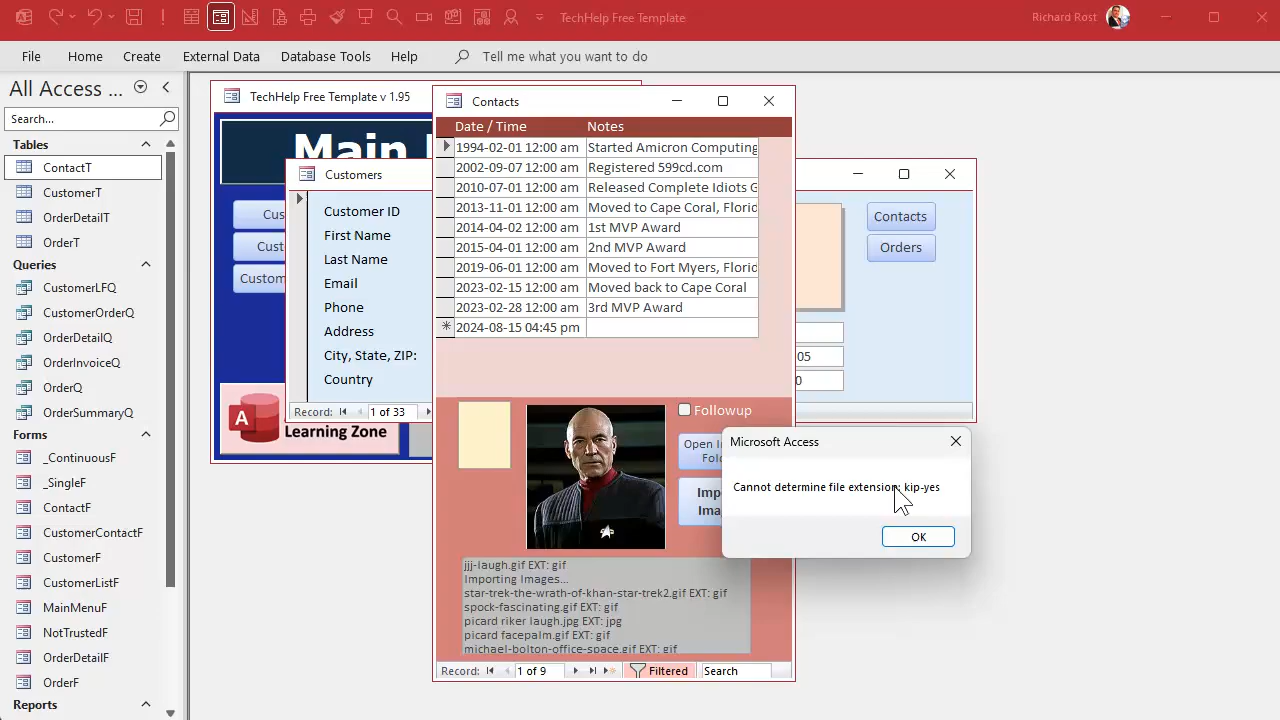 TechHelp Free Template
Richard Rost
File
Home
Create
External Data
Database Tools
Help
Tell me what you want to do
All Access ...
Search...
Tables
ContactT
CustomerT
OrderDetailT
OrderT
Queries
CustomerLFQ
CustomerOrderQ
OrderDetailQ
OrderInvoiceQ
OrderQ
OrderSummaryQ
Forms
_ContinuousF
_SingleF
ContactF
CustomerContactF
CustomerF
CustomerListF
MainMenuF
NotTrustedF
OrderDetailF
OrderF
Reports
TechHelp Free Template v 1.95
Main
Cus
Cust
Custom
A
Learning Zone
Customers
Customer ID
First Name
Last Name
Email
Phone
Address
City, State, ZIP:
Country
Record:
1 of 33
Contacts
Orders
05
0
Contacts
Date / Time Notes
1994-02-01 12:00 am Started Amicron Computing
2002-09-07 12:00 am Registered 599cd.com
2010-07-01 12:00 am Released Complete Idiots G
2013-11-01 12:00 am Moved to Cape Coral, Florid
2014-04-02 12:00 am 1st MVP Award
2015-04-01 12:00 am 2nd MVP Award
2019-06-01 12:00 am Moved to Fort Myers, Florid
2023-02-15 12:00 am Moved back to Cape Coral
2023-02-28 12:00 am 3rd MVP Award
2024-08-15 04:45 pm
Followup
Open I
Fol
Imp
Ima
jjj-laugh.gif EXT: gif
Importing Images...
star-trek-the-wrath-of-khan-star-trek2.gif EXT: gif
spock-fascinating.gif EXT: gif
picard riker laugh.jpg EXT: jpg
picard facepalm.gif EXT: gif
michael-bolton-office-space.gif EXT: gif
Record:
1 of 9
Filtered
Search
Microsoft Access
Cannot determine file extension: kip-yes
OK